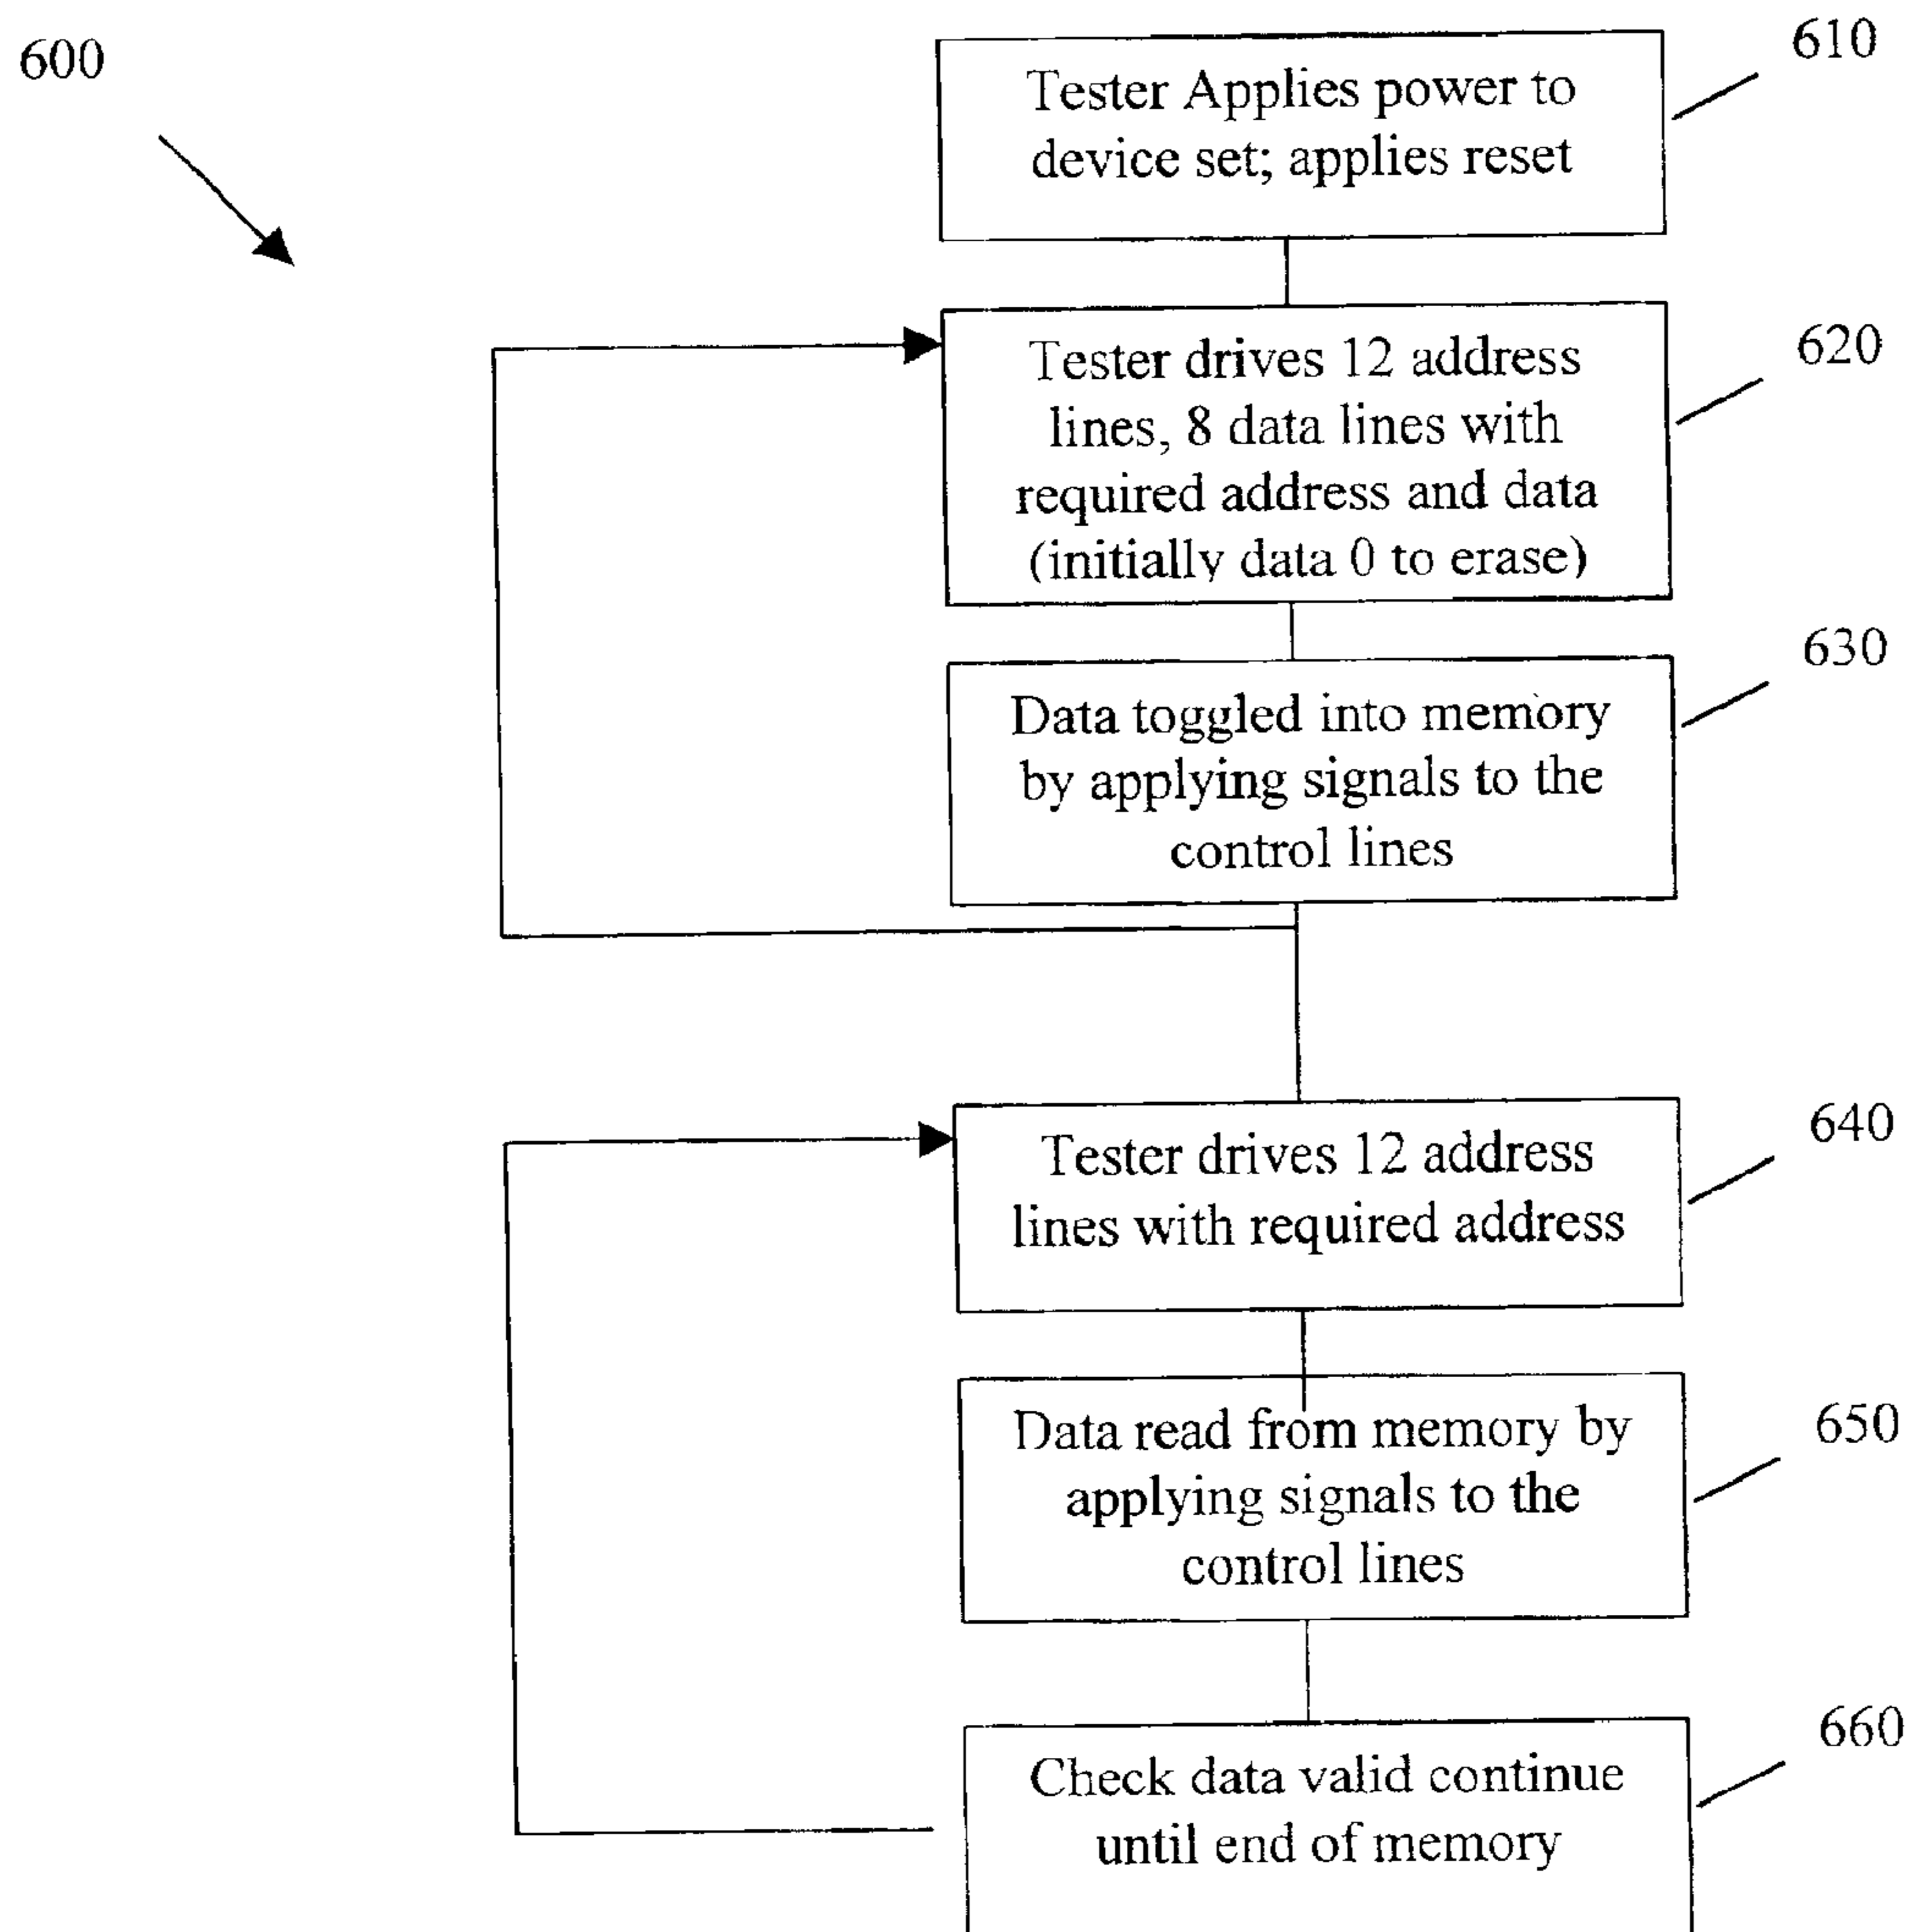 600
610
Tester Applies power to
device set; applies reset
620
Tester drives 12 address
lines, 8 data lines with
required address and data
(initially data 0 to erase)
630
Data toggled into memory
by applying signals to the
control lines
640
Tester drives 12 address
lines with required address
650
Data read from memory by
applying signals to the
control lines
660
Check data valid continue
until end of memory